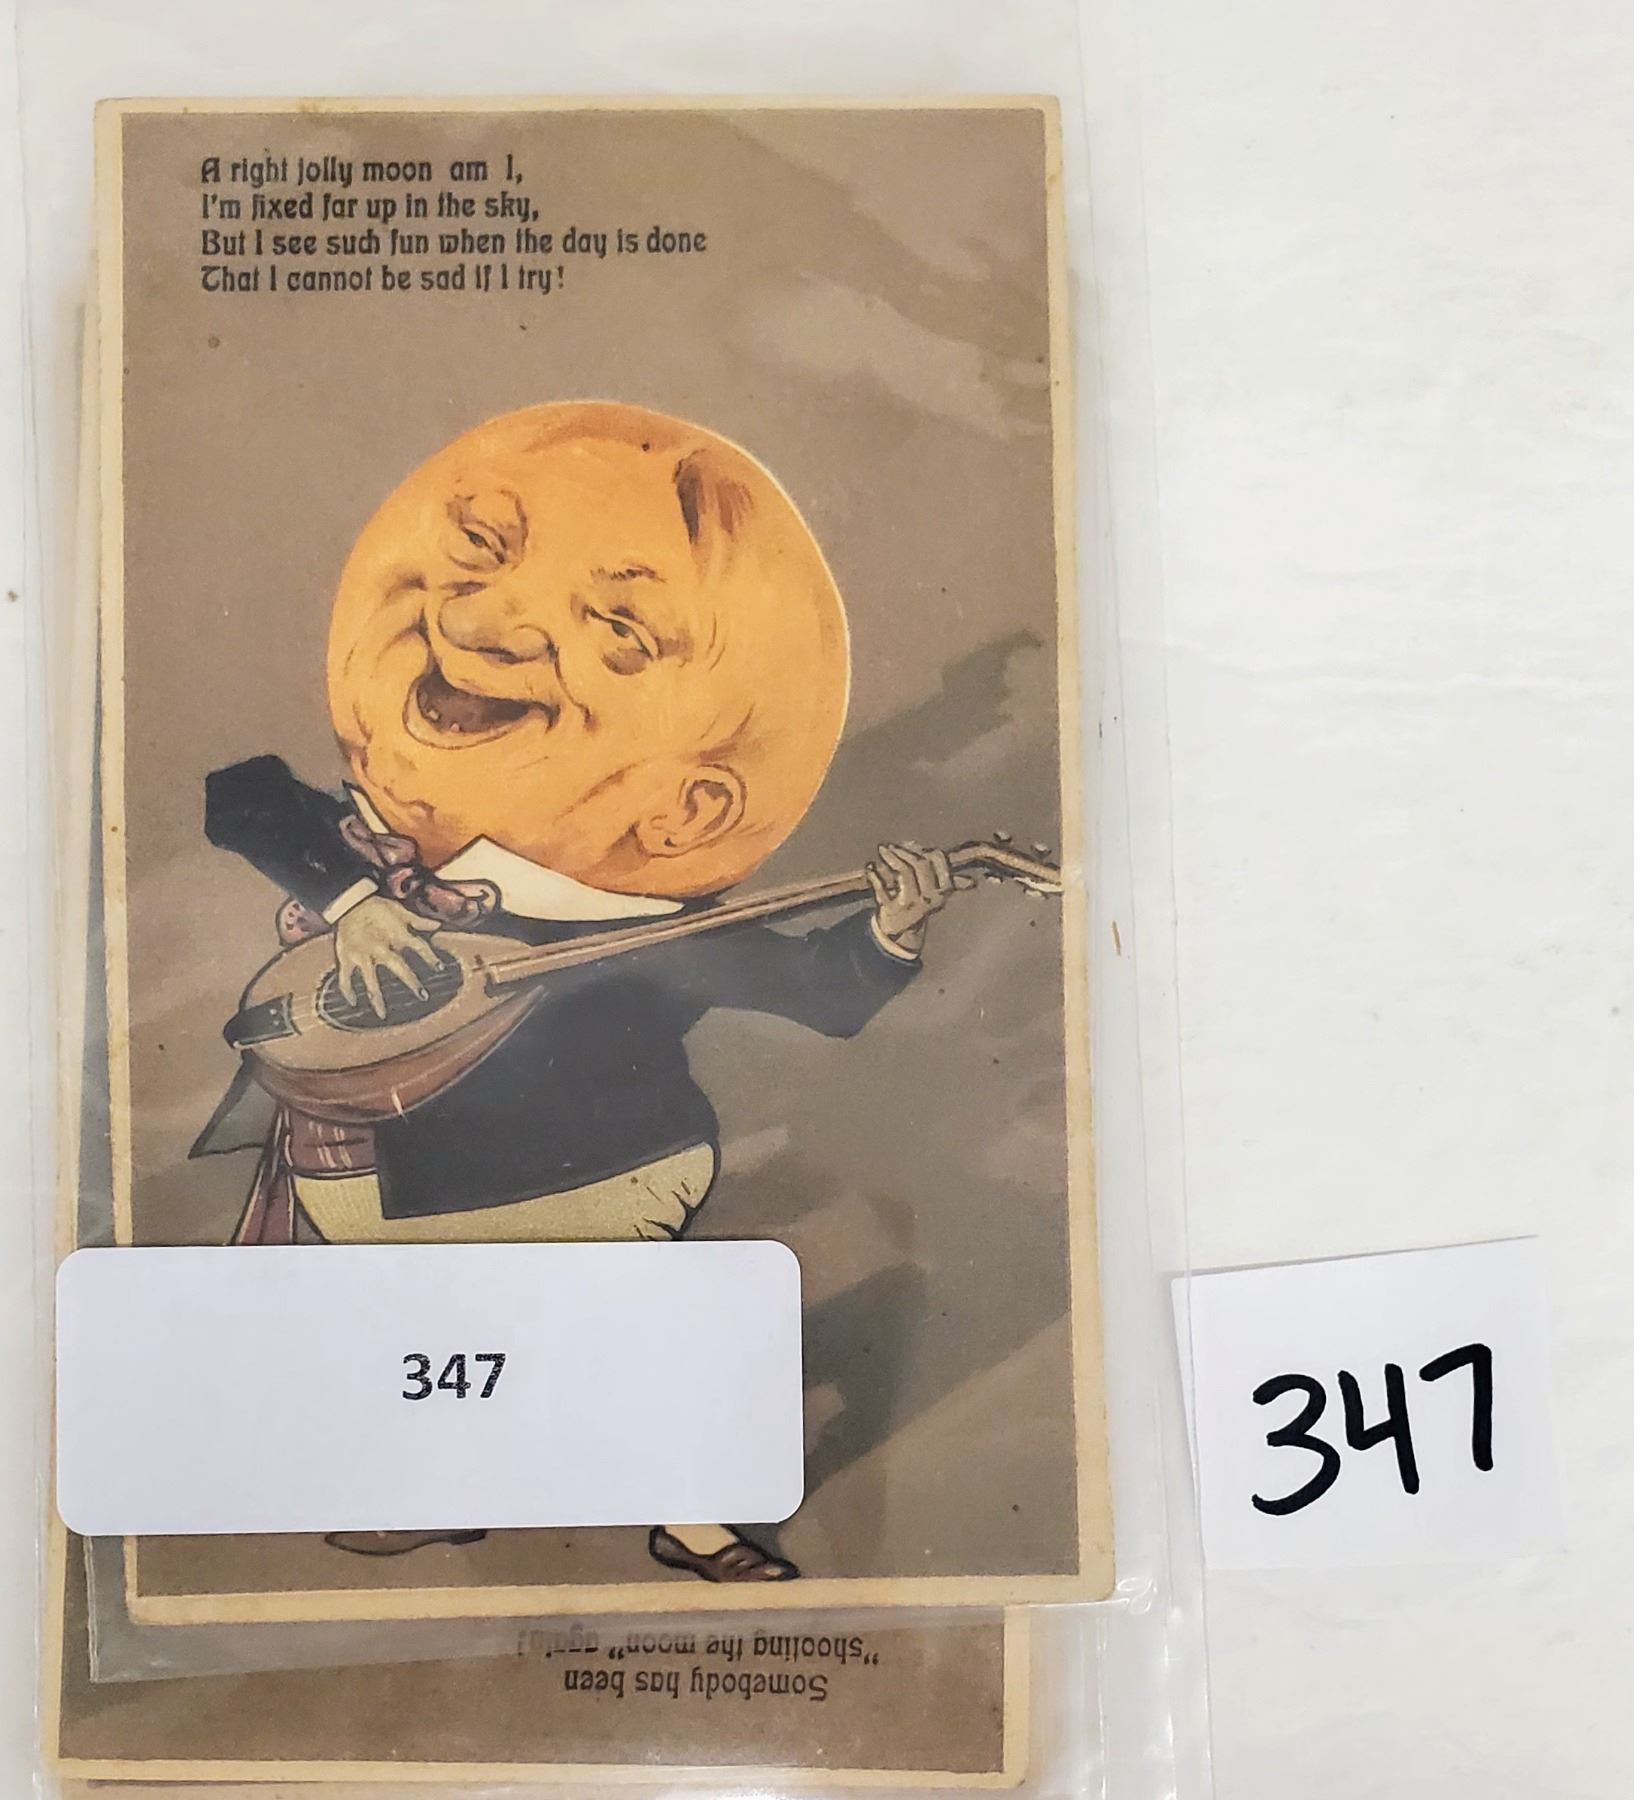 A right jolly moon am I,
I'm fixed far up in the sky,
But I see such fun when the day is done
That I cannot be sad if I try!
347
347
Somebody has been
"shooting the moon" again!